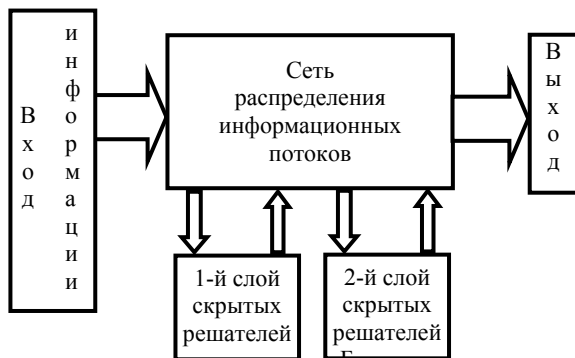 Вход
информации
Сеть
распределения
информационных
потоков
Выход
1-й слой
скрытых
решателей
2-й слой
скрытых
решателей